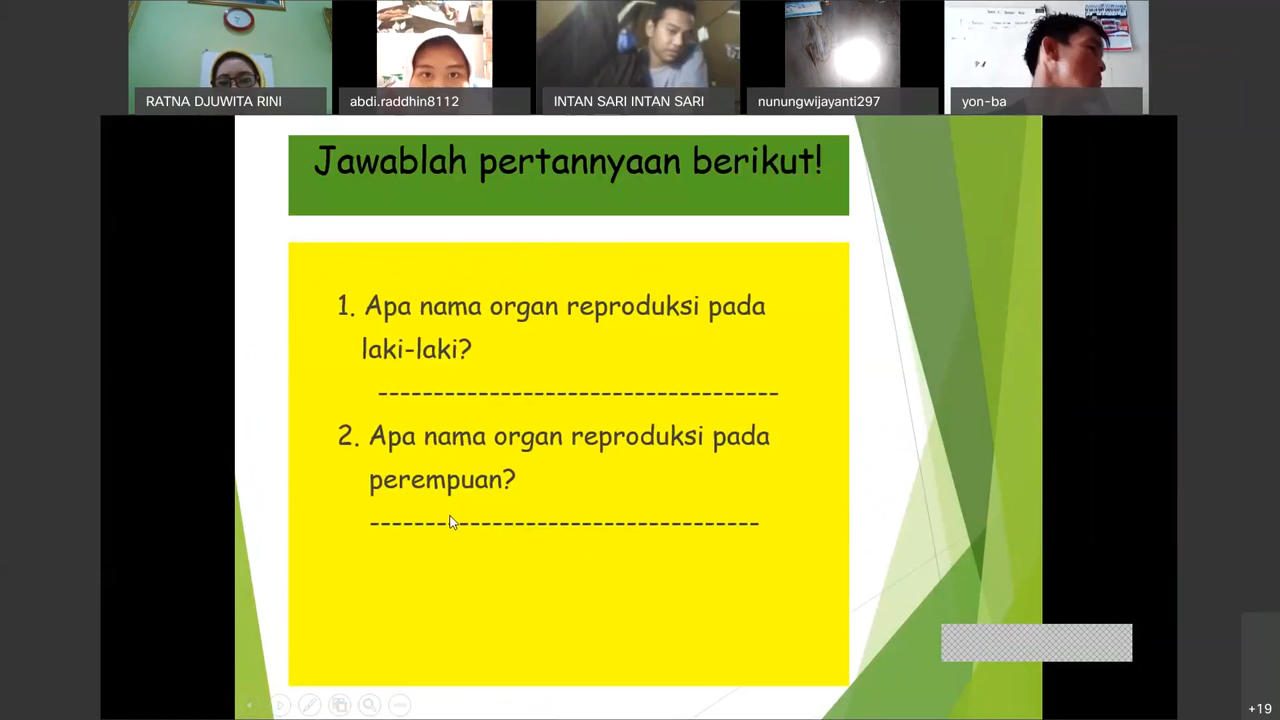 RATNA DJUWITA RINI
abdi.raddhin8112
INTAN SARI INTAN SARI
nunungwijayanti297
yon-ba
Jawablah pertannyaan berikut!
1. Apa nama organ reproduksi pada
laki-laki?
------------------------------------
2. Apa nama organ reproduksi pada
perempuan?
-----------------------------------
+19